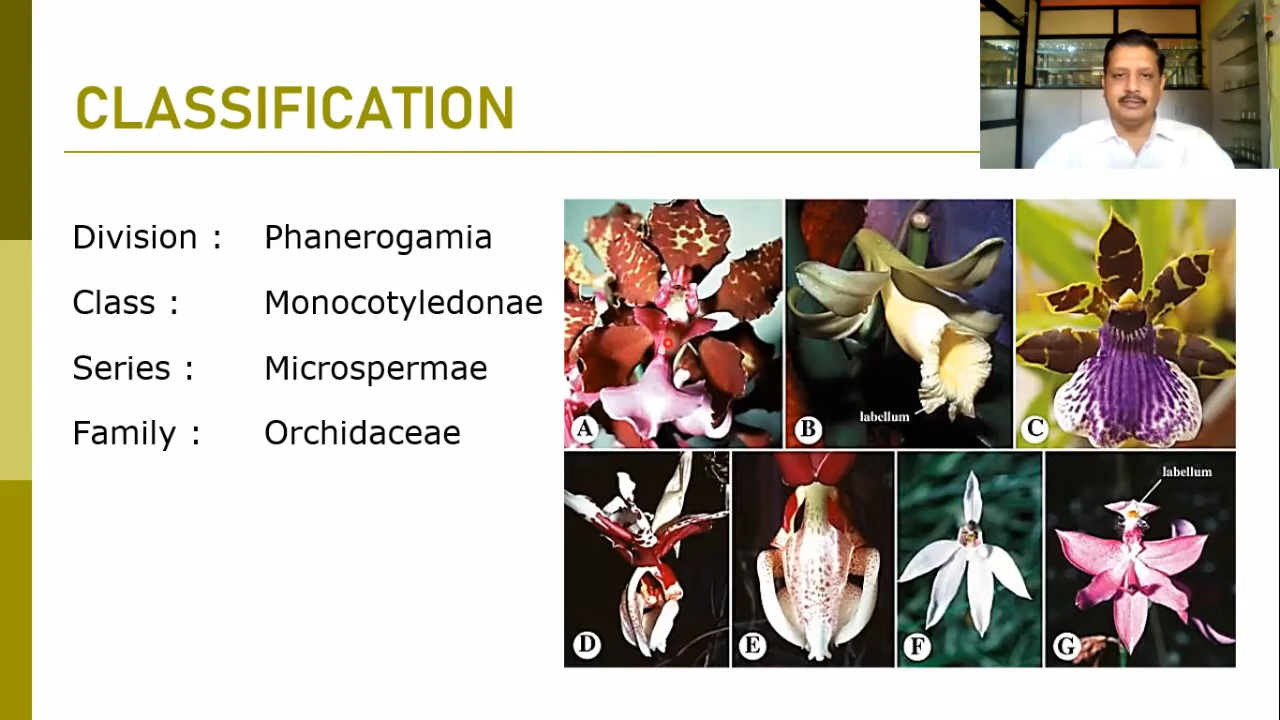 CLASSIFICATION
Division : Phanerogamia
Class : Monocotyledonae
Series : Microspermae
Family : Orchidaceae
A
labellum
B
C
D
E
F
labellum
G